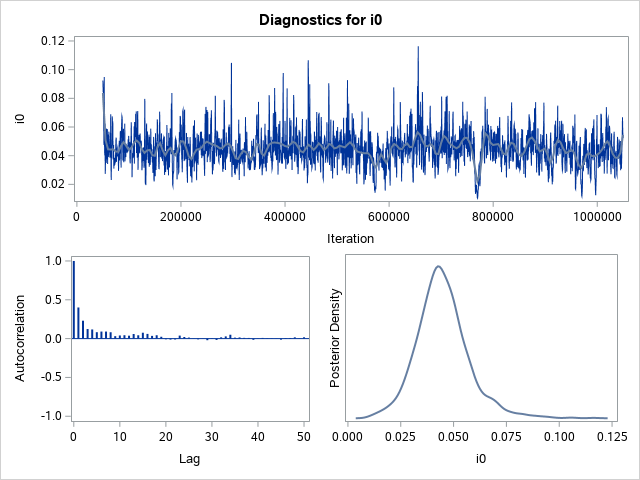 Diagnostics for i0
0.12
0.10
0.08
0.06
0.04
0.02
i0
0 200000 400000 600000 800000 1000000
Iteration
1.0
0.5
0.0
-0.5
-1.0
Autocorrelation
0 10 20 30 40 50
Lag
Posterior Density
0.000 0.025 0.050 0.075 0.100 0.125
i0